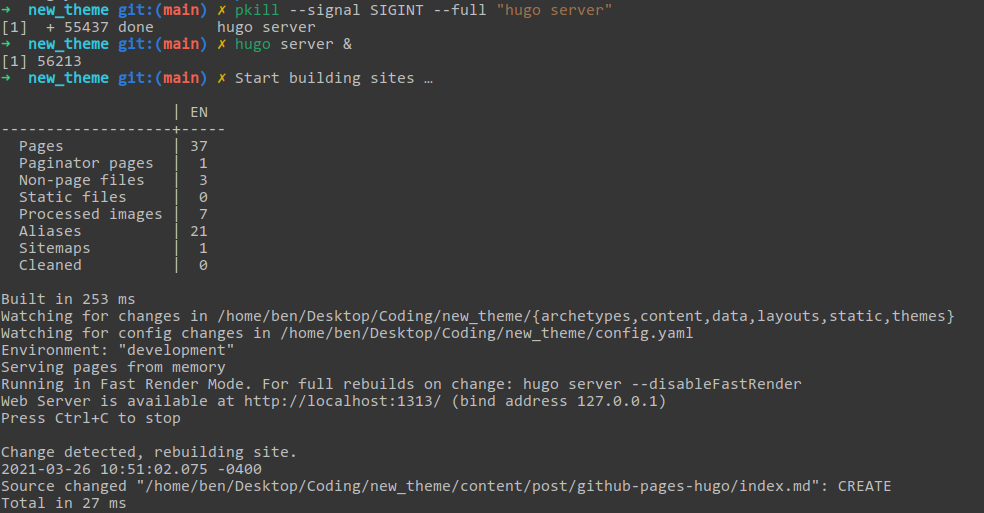 ➜  new_theme git:(main) ✗ pkill --signal SIGINT --full "hugo server"
[1]  + 55437 done       hugo server
➜  new_theme git:(main) ✗ hugo server &
[1] 56213
➜  new_theme git:(main) ✗ Start building sites …
                   | EN
-------------------+-----
  Pages            | 37
  Paginator pages  |  1
  Non-page files   |  3
  Static files     |  0
  Processed images |  7
  Aliases          | 21
  Sitemaps         |  1
  Cleaned          |  0
Built in 253 ms
Watching for changes in /home/ben/Desktop/Coding/new_theme/{archetypes,content,data,layouts,static,themes}
Watching for config changes in /home/ben/Desktop/Coding/new_theme/config.yaml
Environment: "development"
Serving pages from memory
Running in Fast Render Mode. For full rebuilds on change: hugo server --disableFastRender
Web Server is available at http://localhost:1313/ (bind address 127.0.0.1)
Press Ctrl+C to stop
Change detected, rebuilding site.
2021-03-26 10:51:02.075 -0400
Source changed "/home/ben/Desktop/Coding/new_theme/content/post/github-pages-hugo/index.md": CREATE
Total in 27 ms